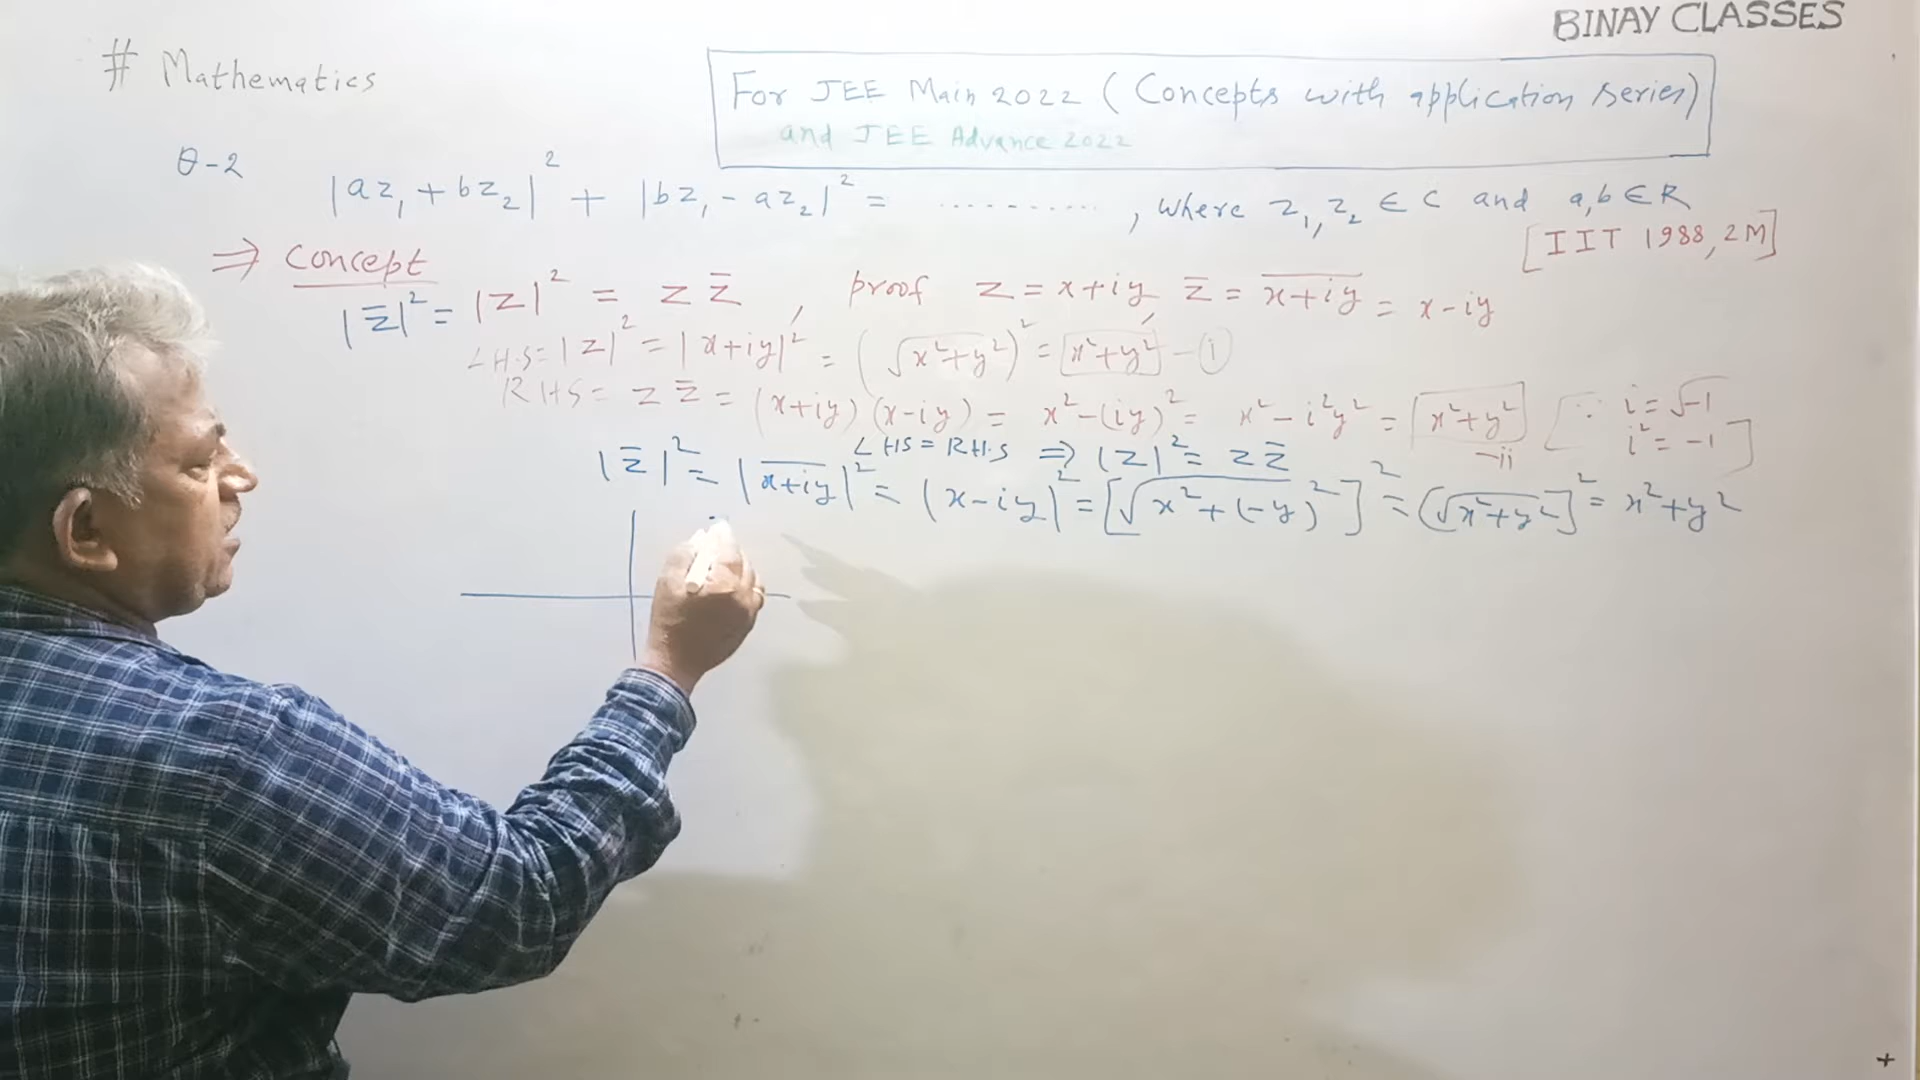 BINAY CLASSES
# Mathematics
For JEE Main 2022 (Concepts with application series)
and JEE Advance 2022
Q-2
|az₁ + bz₂|² + |bz₁ - az₂|² = .........., where z₁, z₂ ∈ C and a,b ∈ R
[IIT 1988, 2M]
⇒ Concept
|z̄|² = |z|² = z z̄, proof z = x+iy, z̄ = \overline{x+iy} = x-iy
LHS = |z|² = |x+iy|² = (√(x²+y²))² = x²+y² - (i)
RHS = z z̄ = (x+iy)(x-iy) = x²-(iy)² = x²-i²y² = x²+y² - ii [∵ i=√-1
i² = -1]
LHS = RHS ⇒ |z|² = z z̄
|z̄|² = |\overline{x+iy}|² = |x-iy|² = [√(x²+(-y)²)]² = (√(x²+y²)]² = x²+y²